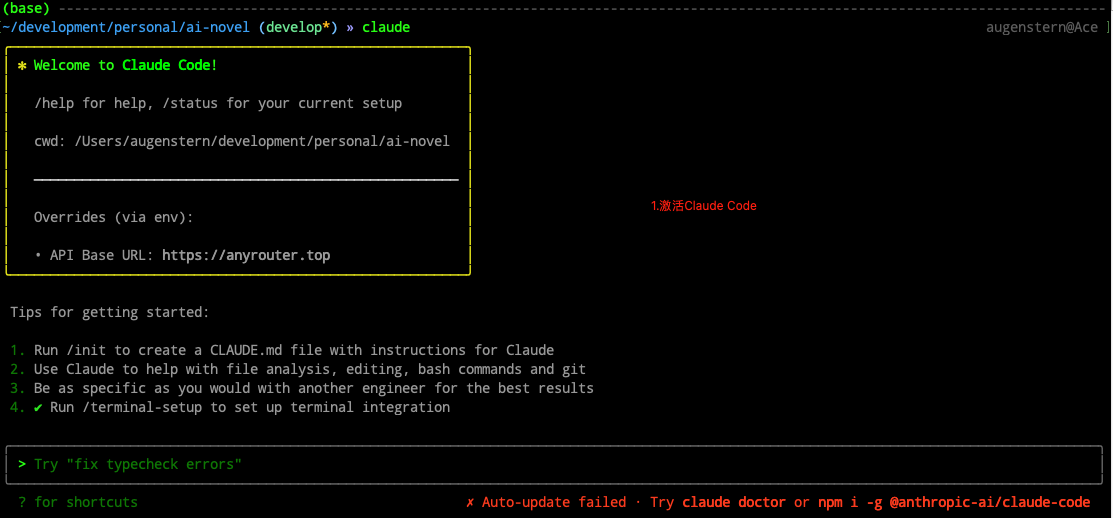 (base)
[~/development/personal/ai-novel (develop*) » claude augenstern@Ace ]
✻ Welcome to Claude Code!
/help for help, /status for your current setup
cwd: /Users/augenstern/development/personal/ai-novel
1.激活Claude Code
Overrides (via env):
• API Base URL: https://anyrouter.top
Tips for getting started:
1. Run /init to create a CLAUDE.md file with instructions for Claude
2. Use Claude to help with file analysis, editing, bash commands and git
3. Be as specific as you would with another engineer for the best results
4. ✔ Run /terminal-setup to set up terminal integration
> Try "fix typecheck errors"
? for shortcuts ✗ Auto-update failed · Try claude doctor or npm i -g @anthropic-ai/claude-code